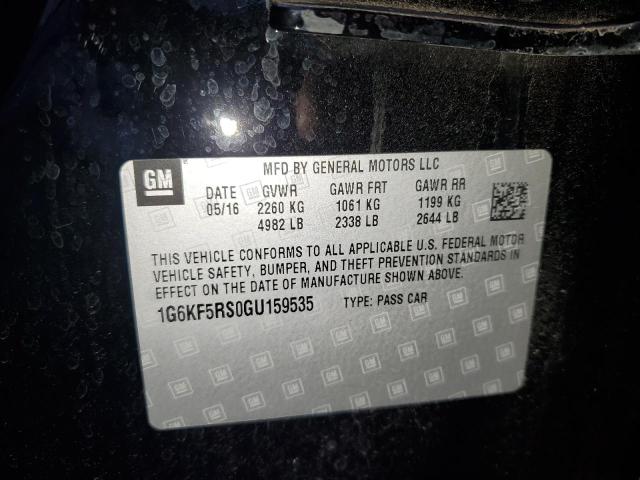 GM
MFD BY GENERAL MOTORS LLC
DATE GVWR GAWR FRT GAWR RR
05/16 2260 KG 1061 KG 1199 KG
4982 LB 2338 LB 2644 LB
THIS VEHICLE CONFORMS TO ALL APPLICABLE U.S. FEDERAL MOTOR
VEHICLE SAFETY, BUMPER, AND THEFT PREVENTION STANDARDS IN
EFFECT ON THE DATE OF MANUFACTURE SHOWN ABOVE.
1G6KF5RS0GU159535 TYPE: PASS CAR